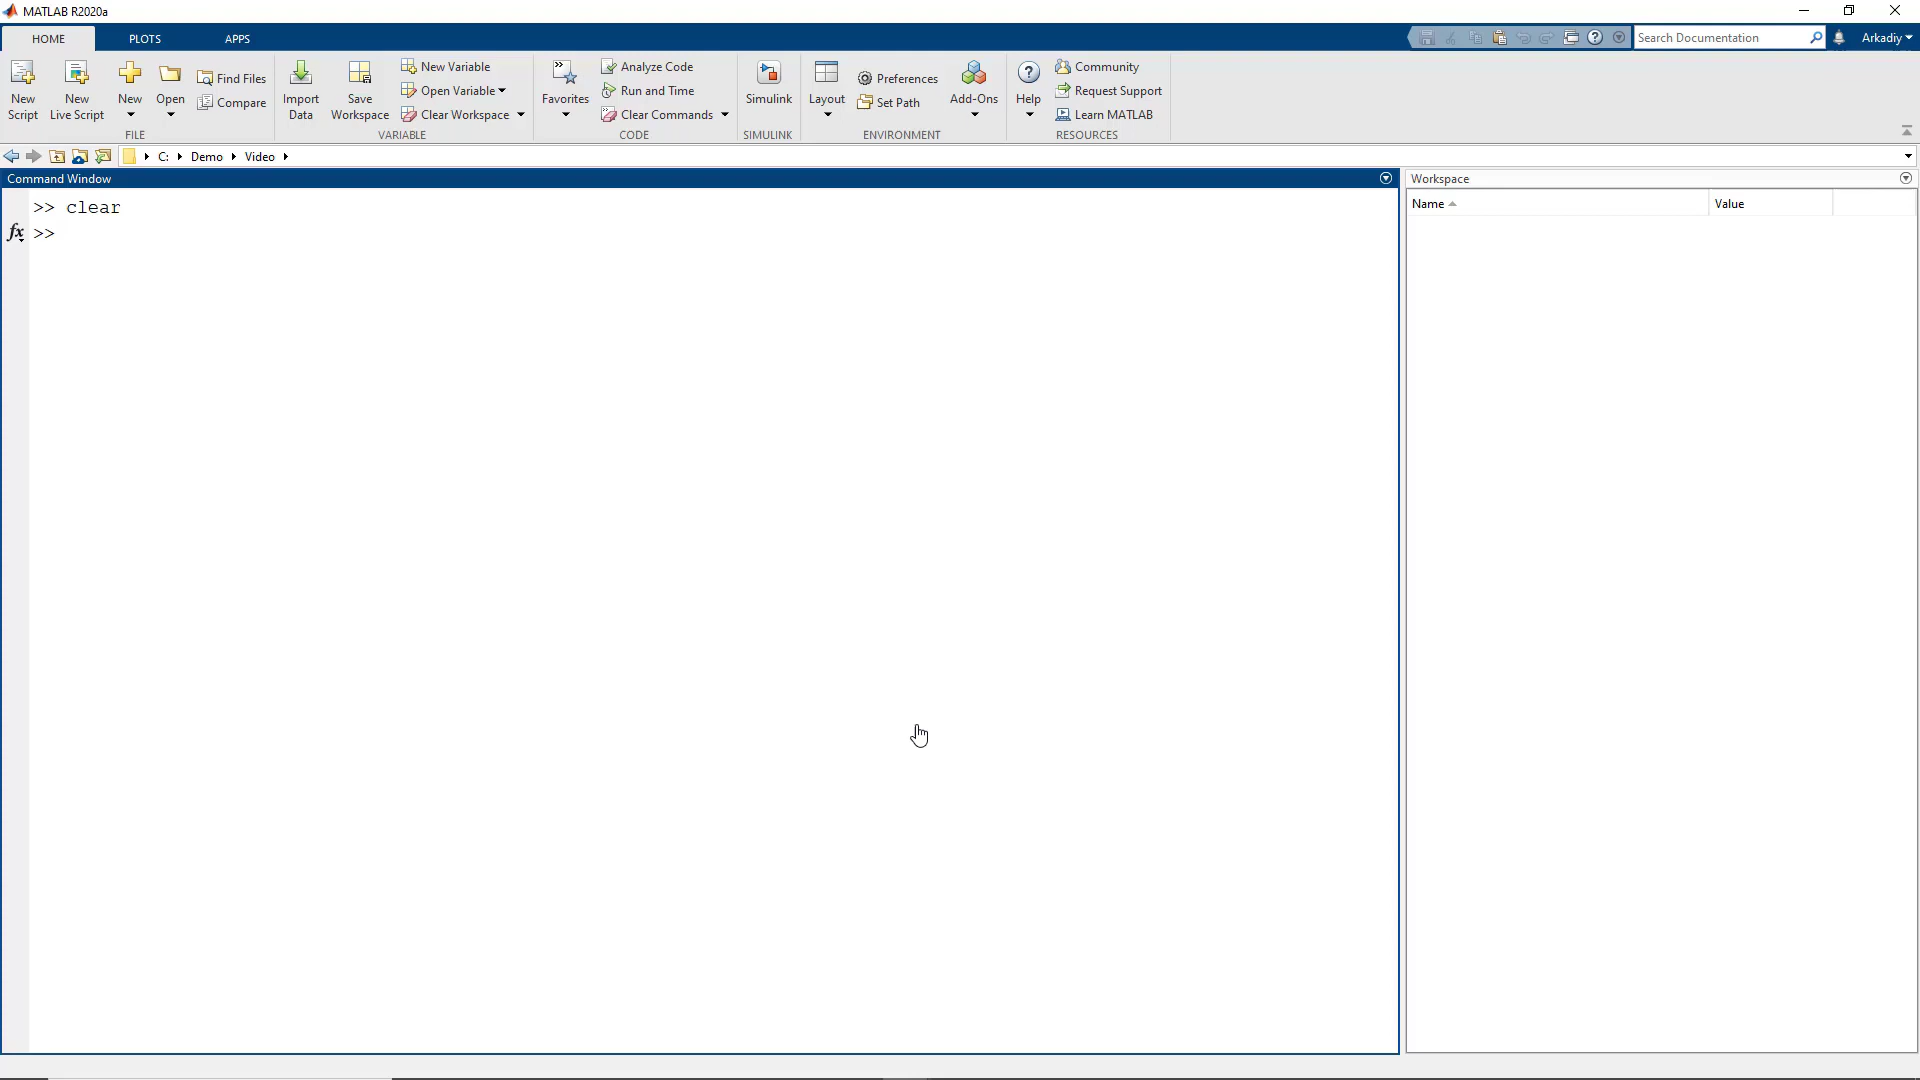 MATLAB R2020a
HOME PLOTS APPS
Search Documentation
Arkadiy
New Script
New Live Script
New
Open
Find Files
Compare
FILE
Import Data
Save Workspace
New Variable
Open Variable
Clear Workspace
VARIABLE
Favorites
Analyze Code
Run and Time
Clear Commands
CODE
Simulink
SIMULINK
Layout
Preferences
Set Path
Add-Ons
ENVIRONMENT
Help
Community
Request Support
Learn MATLAB
RESOURCES
C: Demo Video
Command Window
>> clear
fx >>
Workspace
Name Value